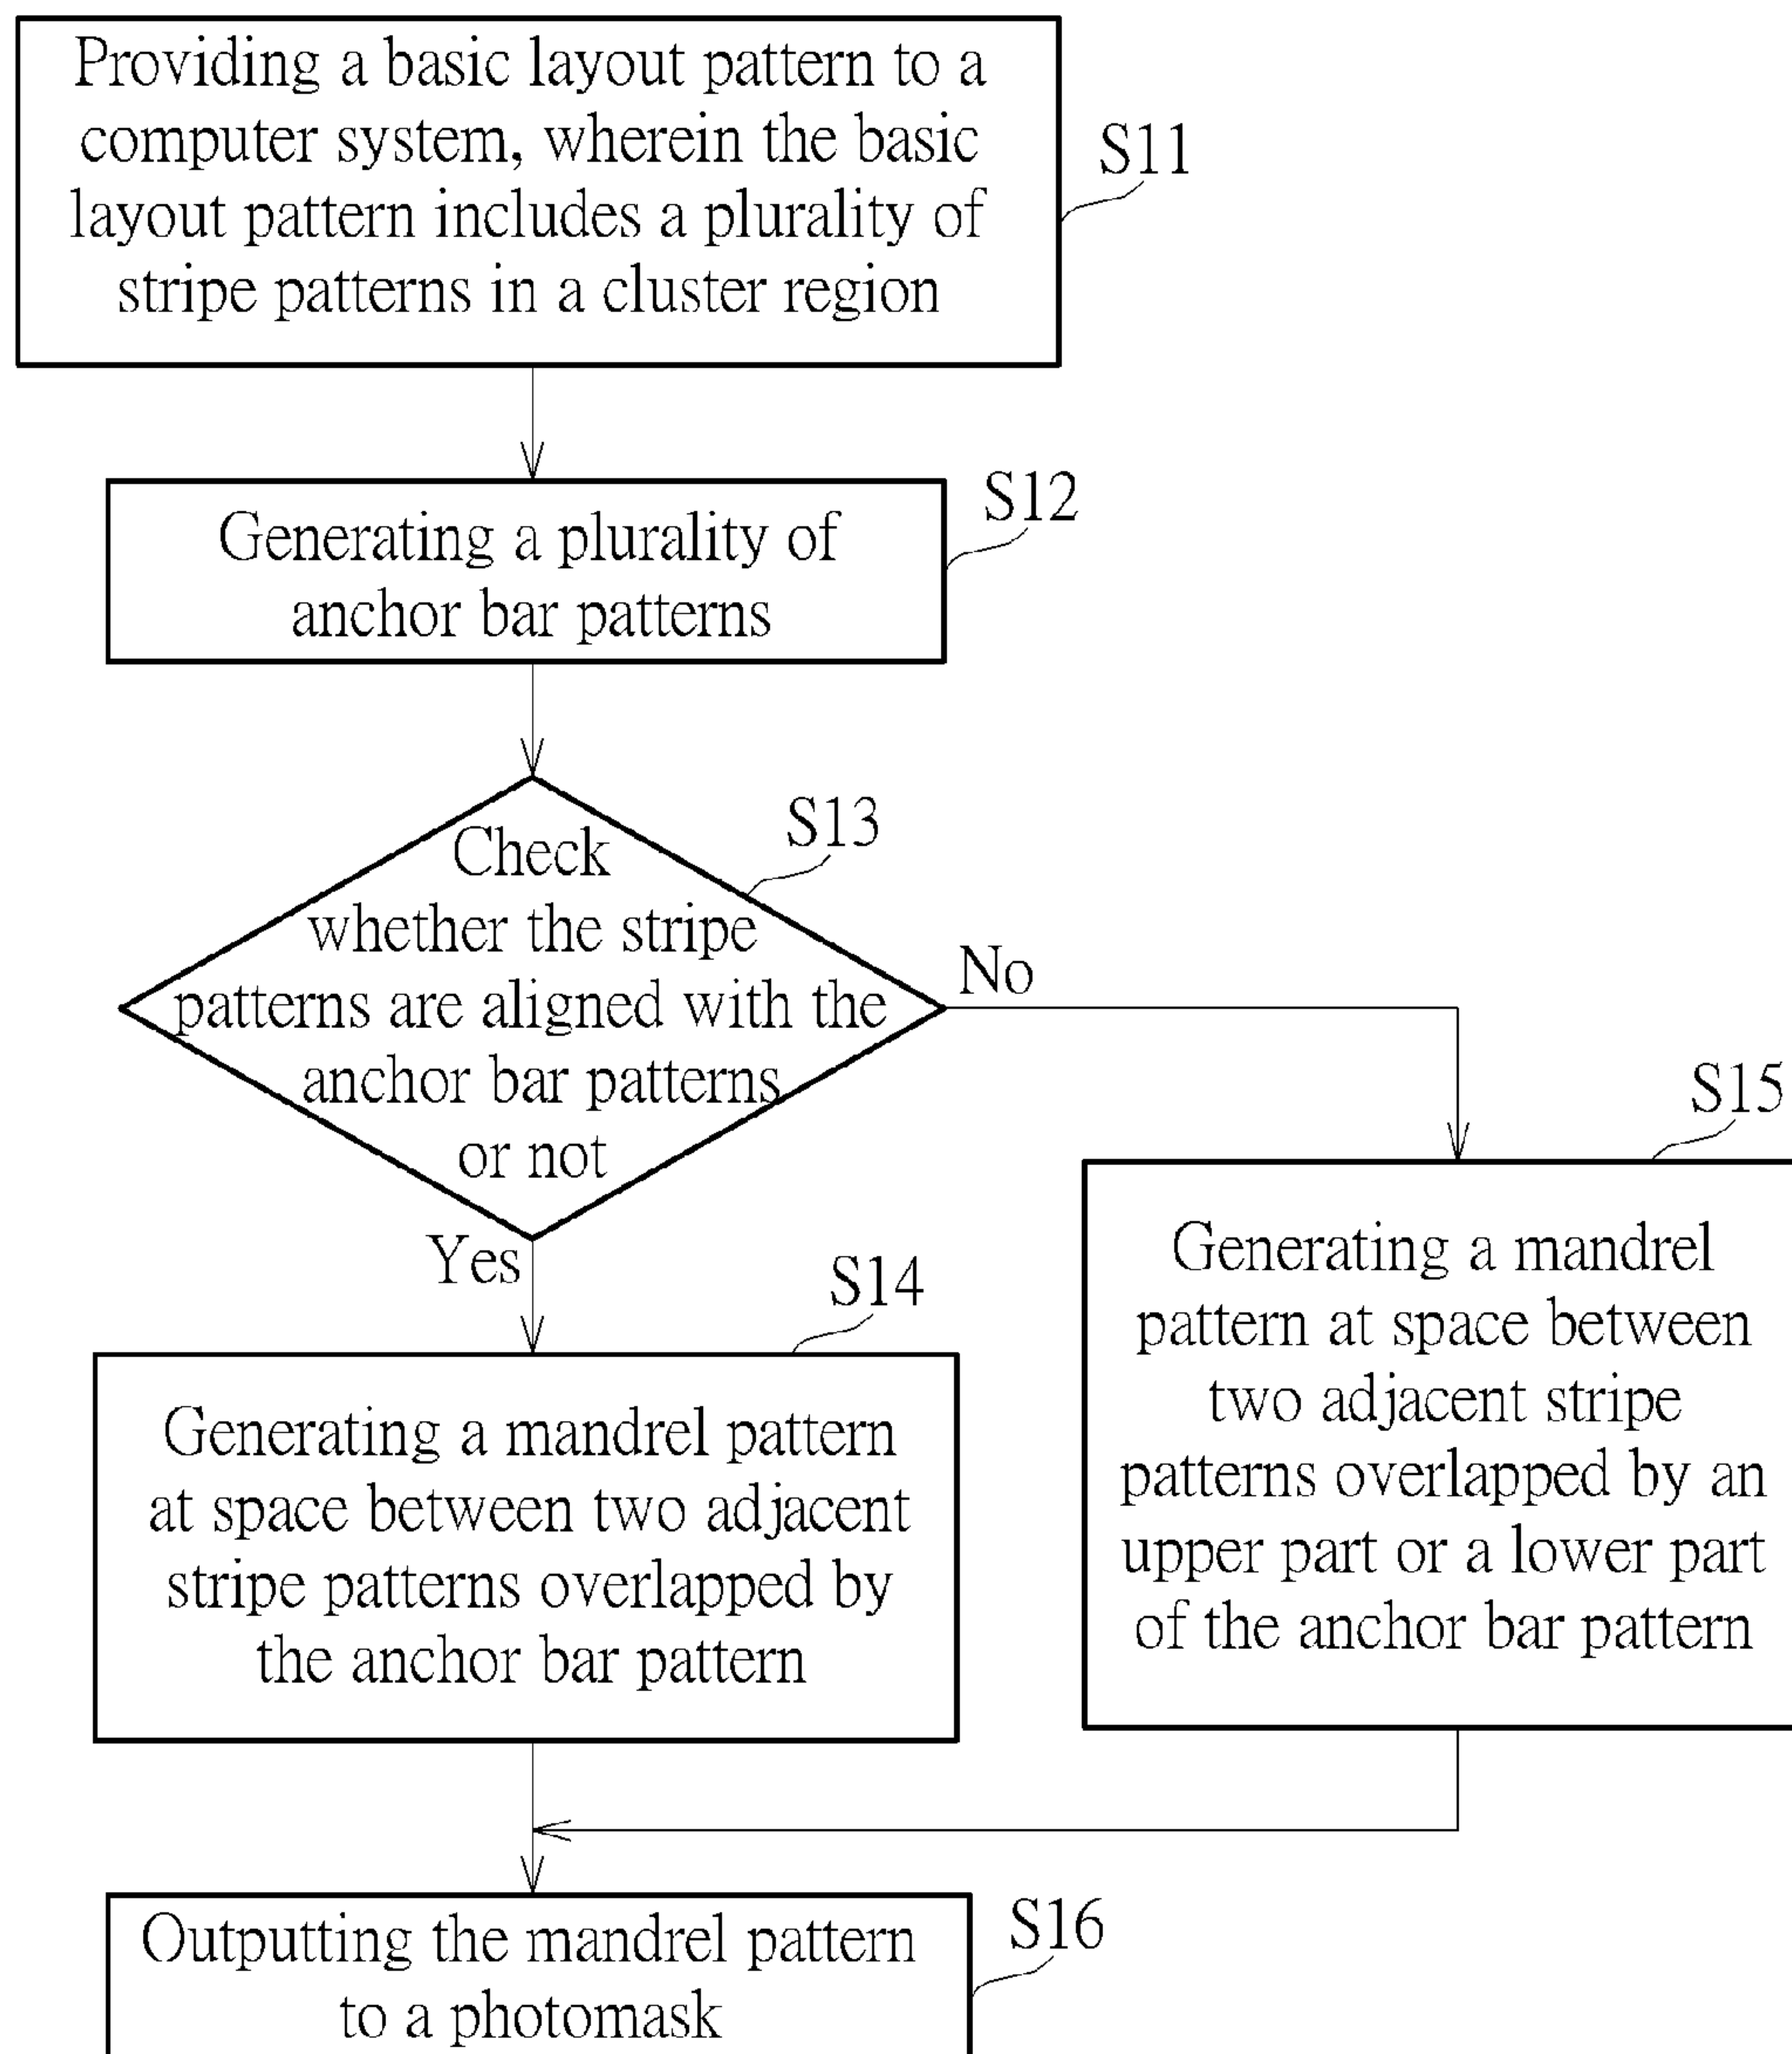 Providing a basic layout pattern to a
computer system, wherein the basic
layout pattern includes a plurality of
stripe patterns in a cluster region
S11
Generating a plurality of
anchor bar patterns
S12
Check
whether the stripe
patterns are aligned with the
anchor bar patterns
or not
S13
No
Yes
S14
Generating a mandrel pattern
at space between two adjacent
stripe patterns overlapped by
the anchor bar pattern
S15
Generating a mandrel
pattern at space between
two adjacent stripe
patterns overlapped by an
upper part or a lower part
of the anchor bar pattern
Outputting the mandrel pattern
to a photomask
S16